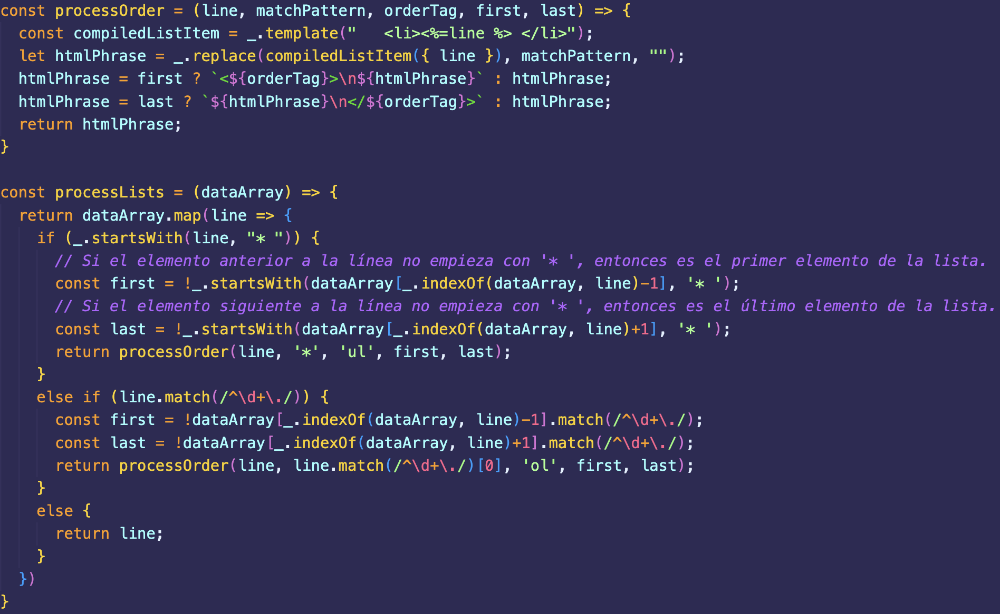 const processOrder = (line, matchPattern, orderTag, first, last) => {
  const compiledListItem = _.template("   <li><%=line %> </li>");
  let htmlPhrase = _.replace(compiledListItem({ line }), matchPattern, "");
  htmlPhrase = first ? `<${orderTag}>\n${htmlPhrase}` : htmlPhrase;
  htmlPhrase = last ? `${htmlPhrase}\n</${orderTag}>` : htmlPhrase;
  return htmlPhrase;
}

const processLists = (dataArray) => {
  return dataArray.map(line => {
    if (_.startsWith(line, "* ")) {
      // Si el elemento anterior a la línea no empieza con '* ', entonces es el primer elemento de la lista.
      const first = !_.startsWith(dataArray[_.indexOf(dataArray, line)-1], '* ');
      // Si el elemento siguiente a la línea no empieza con '* ', entonces es el último elemento de la lista.
      const last = !_.startsWith(dataArray[_.indexOf(dataArray, line)+1], '* ');
      return processOrder(line, '*', 'ul', first, last);
    }
    else if (line.match(/^\d+\./)) {
      const first = !dataArray[_.indexOf(dataArray, line)-1].match(/^\d+\./);
      const last = !dataArray[_.indexOf(dataArray, line)+1].match(/^\d+\./);
      return processOrder(line, line.match(/^\d+\./)[0], 'ol', first, last);
    }
    else {
      return line;
    }
  })
}